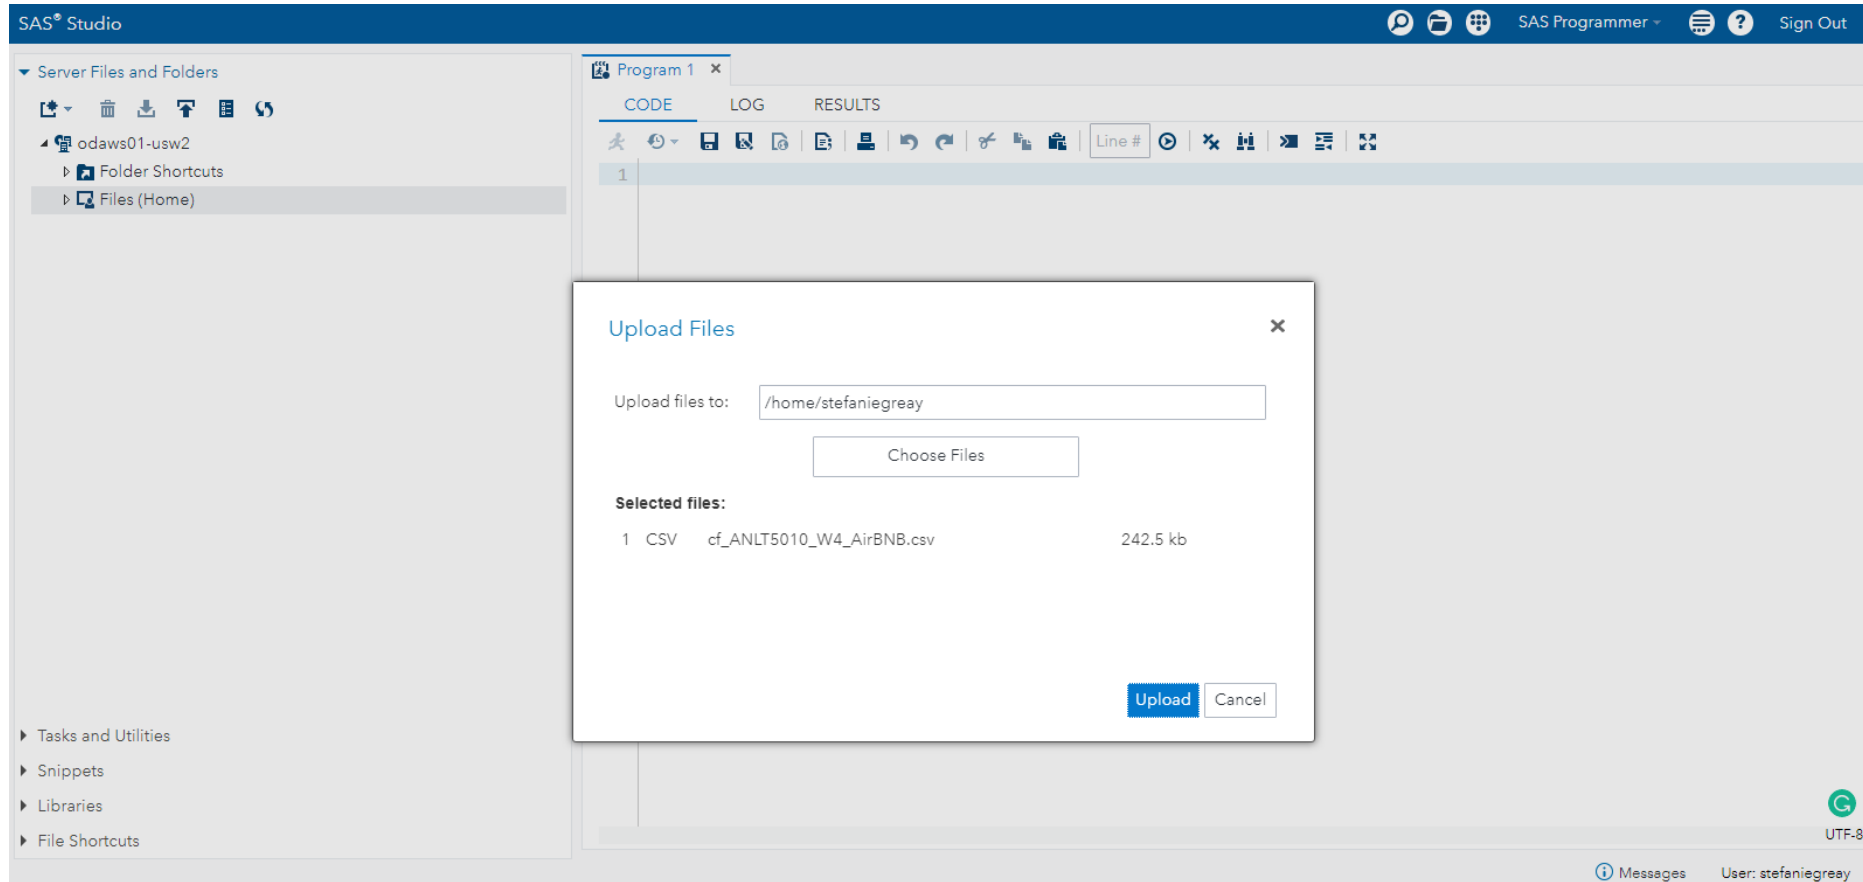 SAS® Studio
SAS Programmer
Sign Out
Server Files and Folders
odaws01-usw2
Folder Shortcuts
Files (Home)
Tasks and Utilities
Snippets
Libraries
File Shortcuts
Program 1
CODE LOG RESULTS
Line #
1
Upload Files
Upload files to: /home/stefaniegreay
Choose Files
Selected files:
1 CSV cf_ANLT5010_W4_AirBNB.csv 242.5 kb
Upload Cancel
UTF-8
Messages User: stefaniegreay